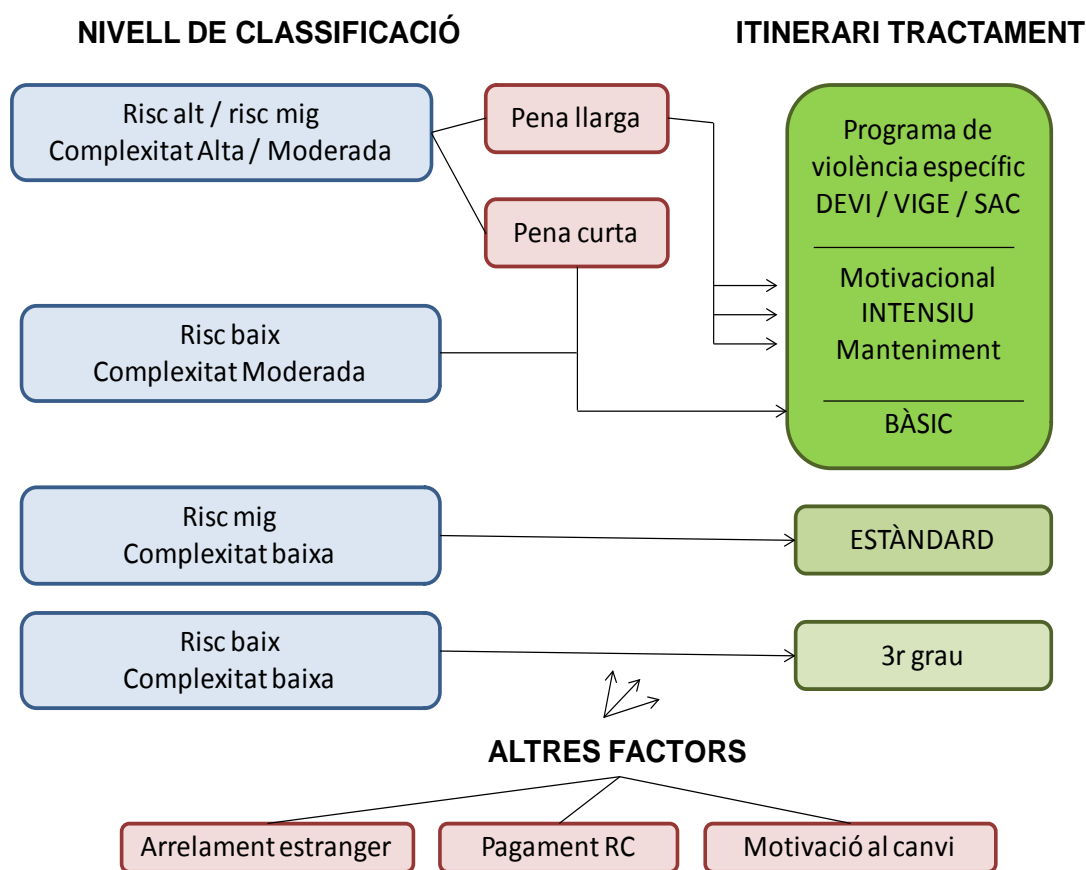 NIVELL DE CLASSIFICACIÓ
ITINERARI TRACTAMENT
Risc alt / risc mig
Complexitat Alta / Moderada
Pena llarga
Pena curta
Programa de
violència específic
DEVI / VIGE / SAC
Motivacional
INTENSIU
Manteniment
BÀSIC
Risc baix
Complexitat Moderada
Risc mig
Complexitat baixa
ESTÀNDARD
Risc baix
Complexitat baixa
3r grau
ALTRES FACTORS
Arrelament estranger
Pagament RC
Motivació al canvi